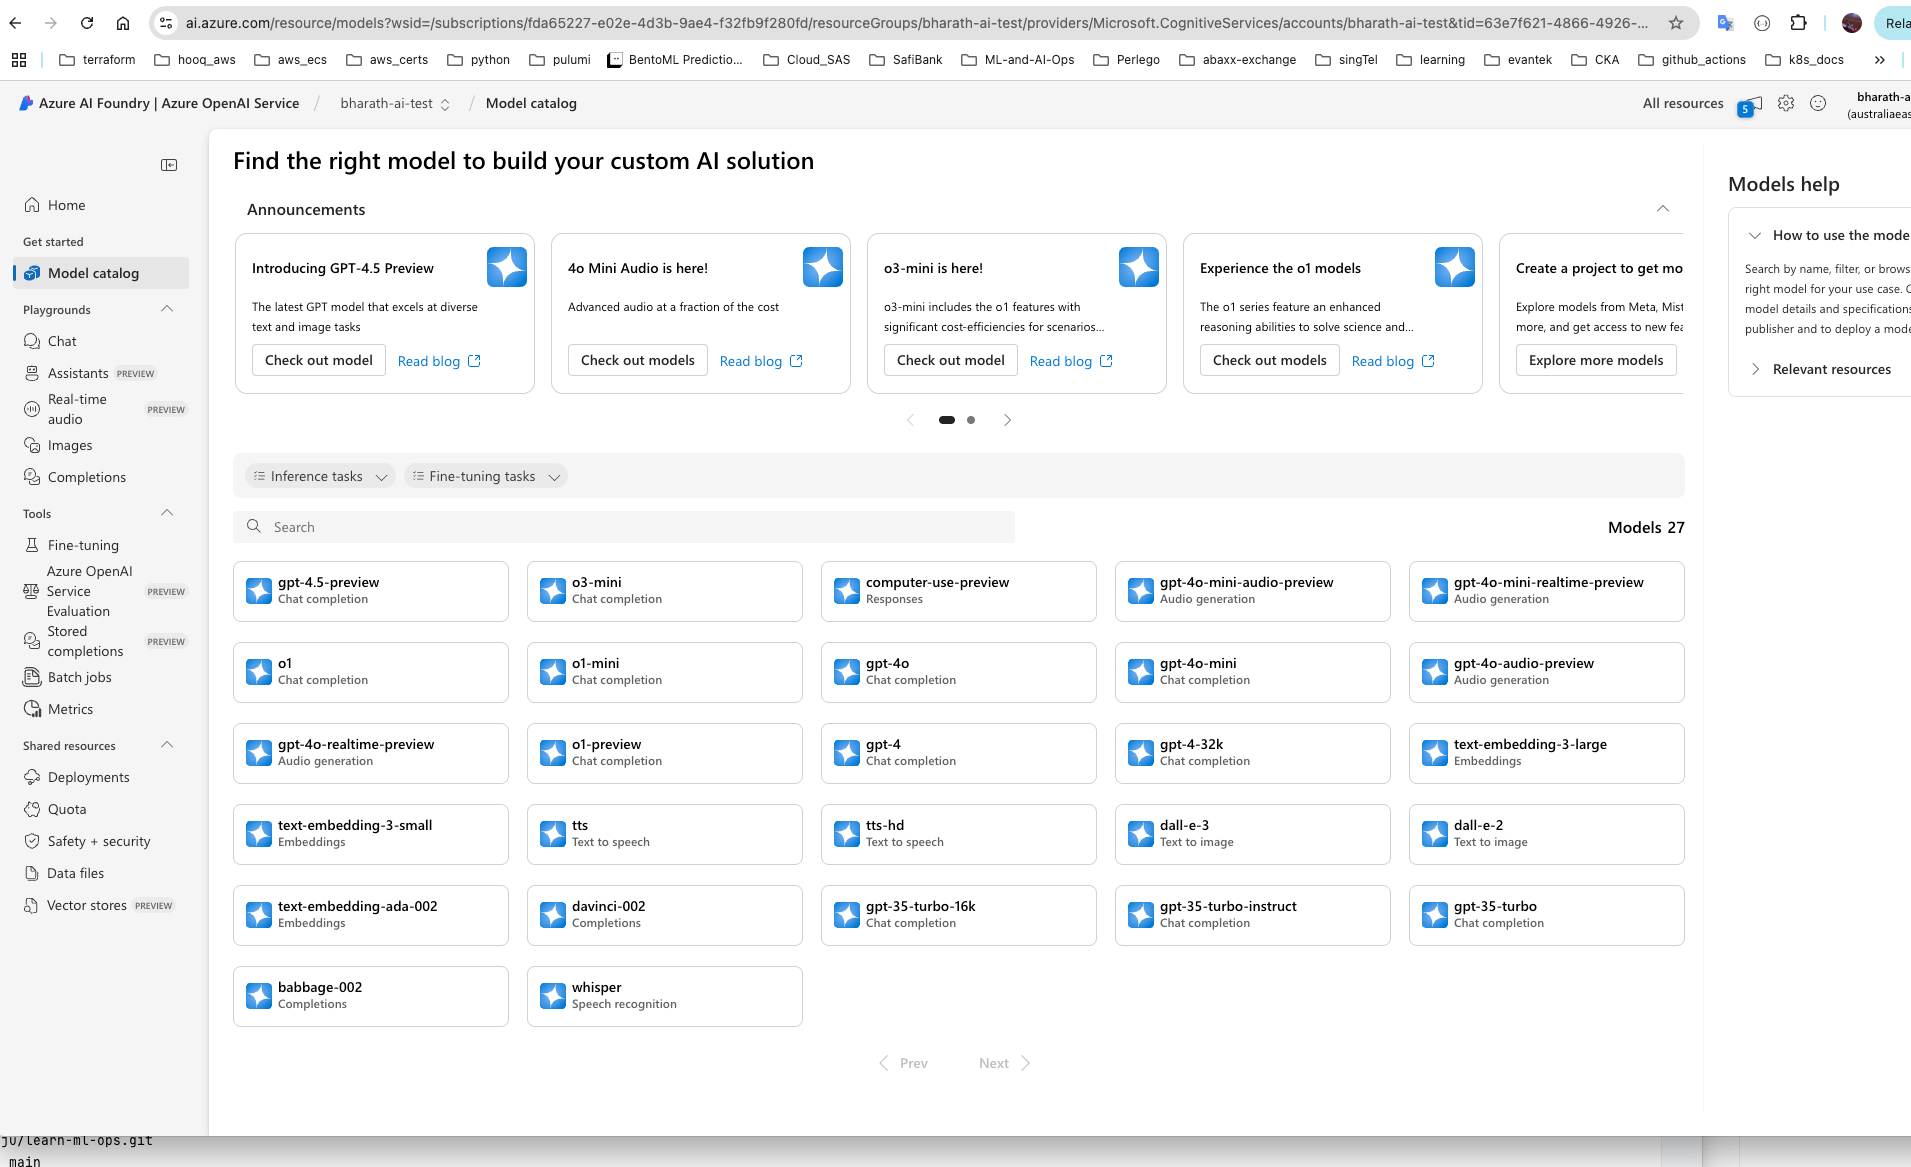 ai.azure.com/resource/models?wsid=/subscriptions/fda65227-e02e-4d3b-9ae4-f32fb9f280fd/resourceGroups/bharath-ai-test/providers/Microsoft.CognitiveServices/accounts/bharath-ai-test&tid=63e7f621-4866-4926-...
Rela
terraform hooq_aws aws_ecs aws_certs python pulumi BentoML Predictio... Cloud_SAS SafiBank ML-and-AI-Ops Perlego abaxx-exchange singTel learning evantek CKA github_actions k8s_docs
Azure AI Foundry | Azure OpenAI Service / bharath-ai-test / Model catalog
All resources
5
bharath-a
(australiaeas
Home
Get started
Model catalog
Playgrounds
Chat
Assistants PREVIEW
Real-time
audio
PREVIEW
Images
Completions
Tools
Fine-tuning
Azure OpenAI
Service
Evaluation
PREVIEW
Stored
completions
PREVIEW
Batch jobs
Metrics
Shared resources
Deployments
Quota
Safety + security
Data files
Vector stores PREVIEW
Find the right model to build your custom AI solution
Announcements
Introducing GPT-4.5 Preview
The latest GPT model that excels at diverse
text and image tasks
Check out model Read blog
4o Mini Audio is here!
Advanced audio at a fraction of the cost
Check out models Read blog
o3-mini is here!
o3-mini includes the o1 features with
significant cost-efficiencies for scenarios...
Check out model Read blog
Experience the o1 models
The o1 series feature an enhanced
reasoning abilities to solve science and...
Check out models Read blog
Create a project to get mo
Explore models from Meta, Mist
more, and get access to new fea
Explore more models
Inference tasks Fine-tuning tasks
Search
Models 27
gpt-4.5-preview
Chat completion
o3-mini
Chat completion
computer-use-preview
Responses
gpt-4o-mini-audio-preview
Audio generation
gpt-4o-mini-realtime-preview
Audio generation
o1
Chat completion
o1-mini
Chat completion
gpt-4o
Chat completion
gpt-4o-mini
Chat completion
gpt-4o-audio-preview
Audio generation
gpt-4o-realtime-preview
Audio generation
o1-preview
Chat completion
gpt-4
Chat completion
gpt-4-32k
Chat completion
text-embedding-3-large
Embeddings
text-embedding-3-small
Embeddings
tts
Text to speech
tts-hd
Text to speech
dall-e-3
Text to image
dall-e-2
Text to image
text-embedding-ada-002
Embeddings
davinci-002
Completions
gpt-35-turbo-16k
Chat completion
gpt-35-turbo-instruct
Chat completion
gpt-35-turbo
Chat completion
babbage-002
Completions
whisper
Speech recognition
Prev Next
Models help
How to use the mode
Search by name, filter, or brows
right model for your use case. C
model details and specifications
publisher and to deploy a mode
Relevant resources
ju/learn-ml-ops.git
main